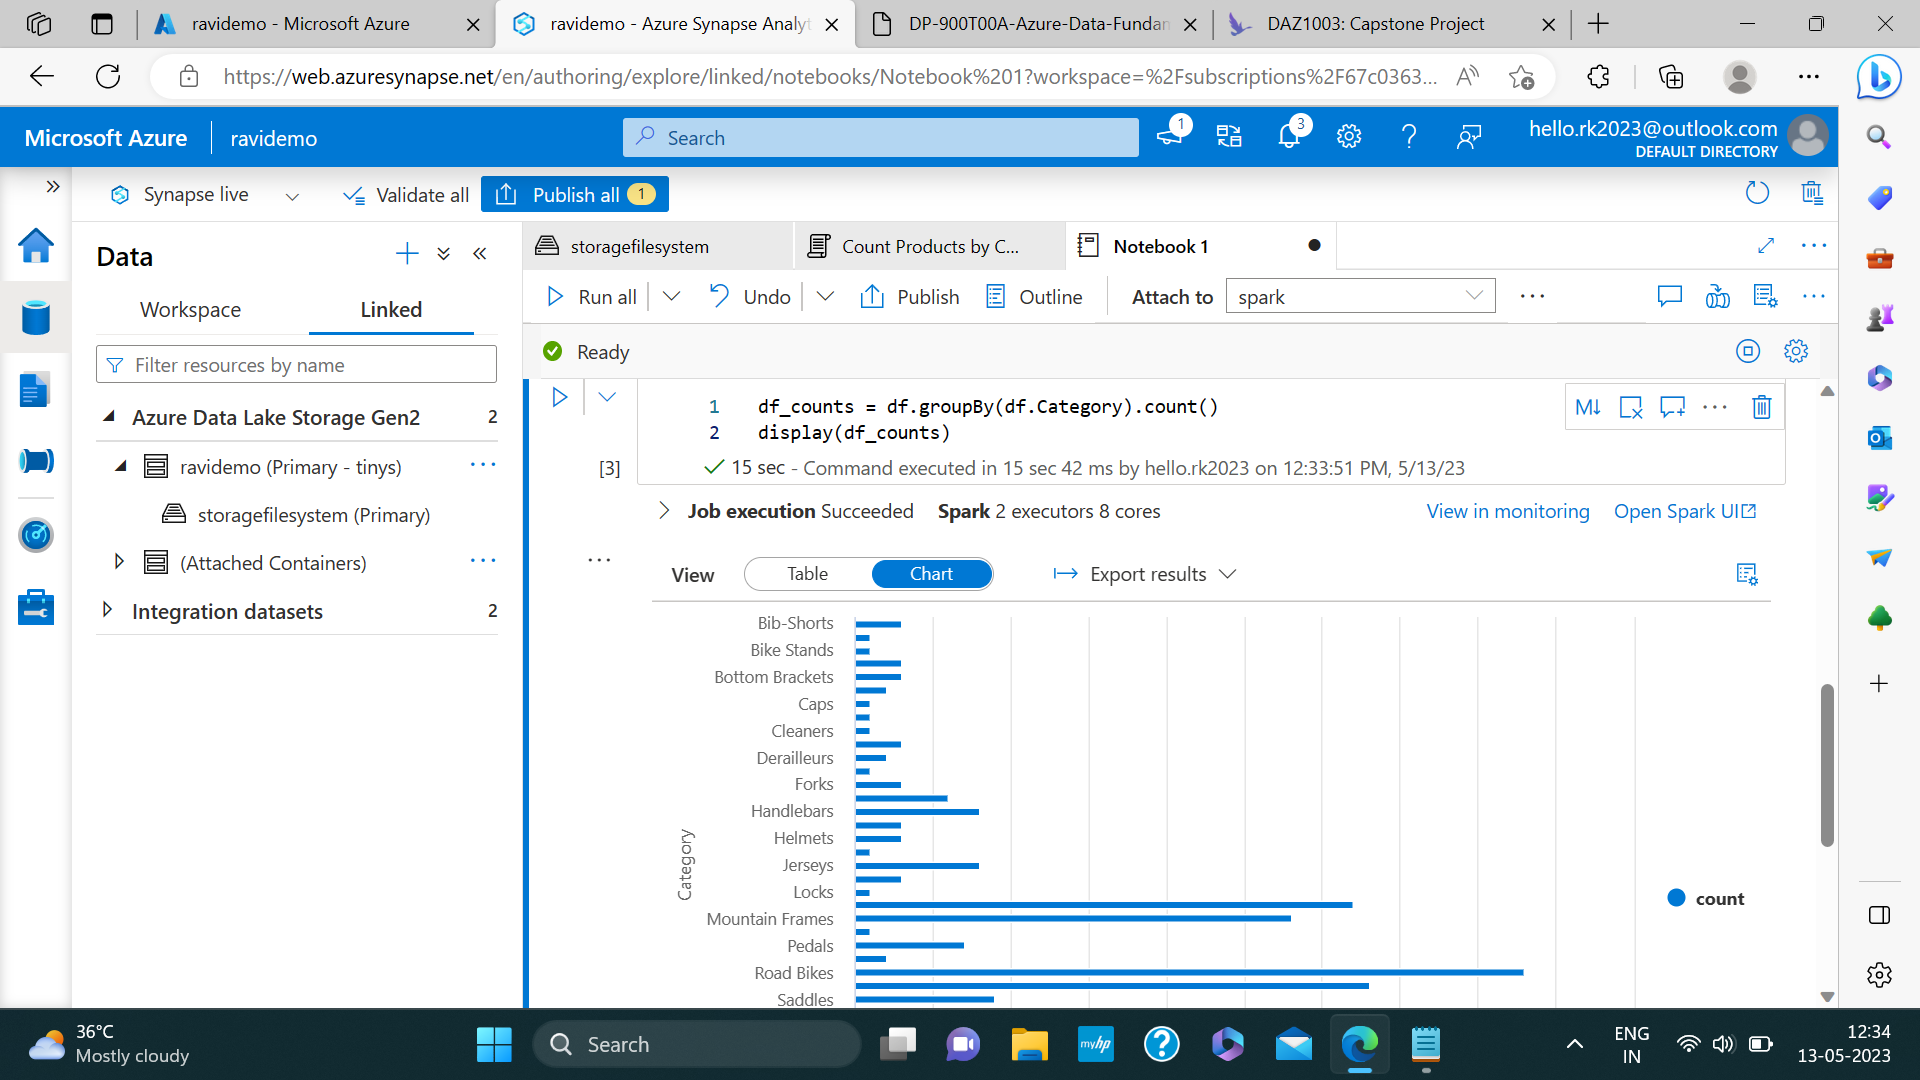 ravidemo - Microsoft Azure
ravidemo - Azure Synapse Analyt
DP-900T00A-Azure-Data-Fundan
DAZ1003: Capstone Project
https://web.azuresynapse.net/en/authoring/explore/linked/notebooks/Notebook%201?workspace=%2Fsubscriptions%2F67c0363...
Microsoft Azure
ravidemo
Search
1
3
hello.rk2023@outlook.com
DEFAULT DIRECTORY
Synapse live
Validate all
Publish all 1
Data
Workspace
Linked
Filter resources by name
Azure Data Lake Storage Gen2 2
ravidemo (Primary - tinys)
storagefilesystem (Primary)
(Attached Containers)
Integration datasets 2
storagefilesystem
Count Products by C...
Notebook 1
Run all
Undo
Publish
Outline
Attach to
spark
Ready
1 df_counts = df.groupBy(df.Category).count()
2 display(df_counts)
M↓
[3]
15 sec - Command executed in 15 sec 42 ms by hello.rk2023 on 12:33:51 PM, 5/13/23
Job execution Succeeded Spark 2 executors 8 cores
View in monitoring
Open Spark UI
View
Table
Chart
Export results
Bib-Shorts
Bike Stands
Bottom Brackets
Caps
Cleaners
Derailleurs
Forks
Handlebars
Helmets
Jerseys
Locks
Mountain Frames
Pedals
Road Bikes
Saddles
Category
count
36°C
Mostly cloudy
Search
myhp
ENG
IN
12:34
13-05-2023